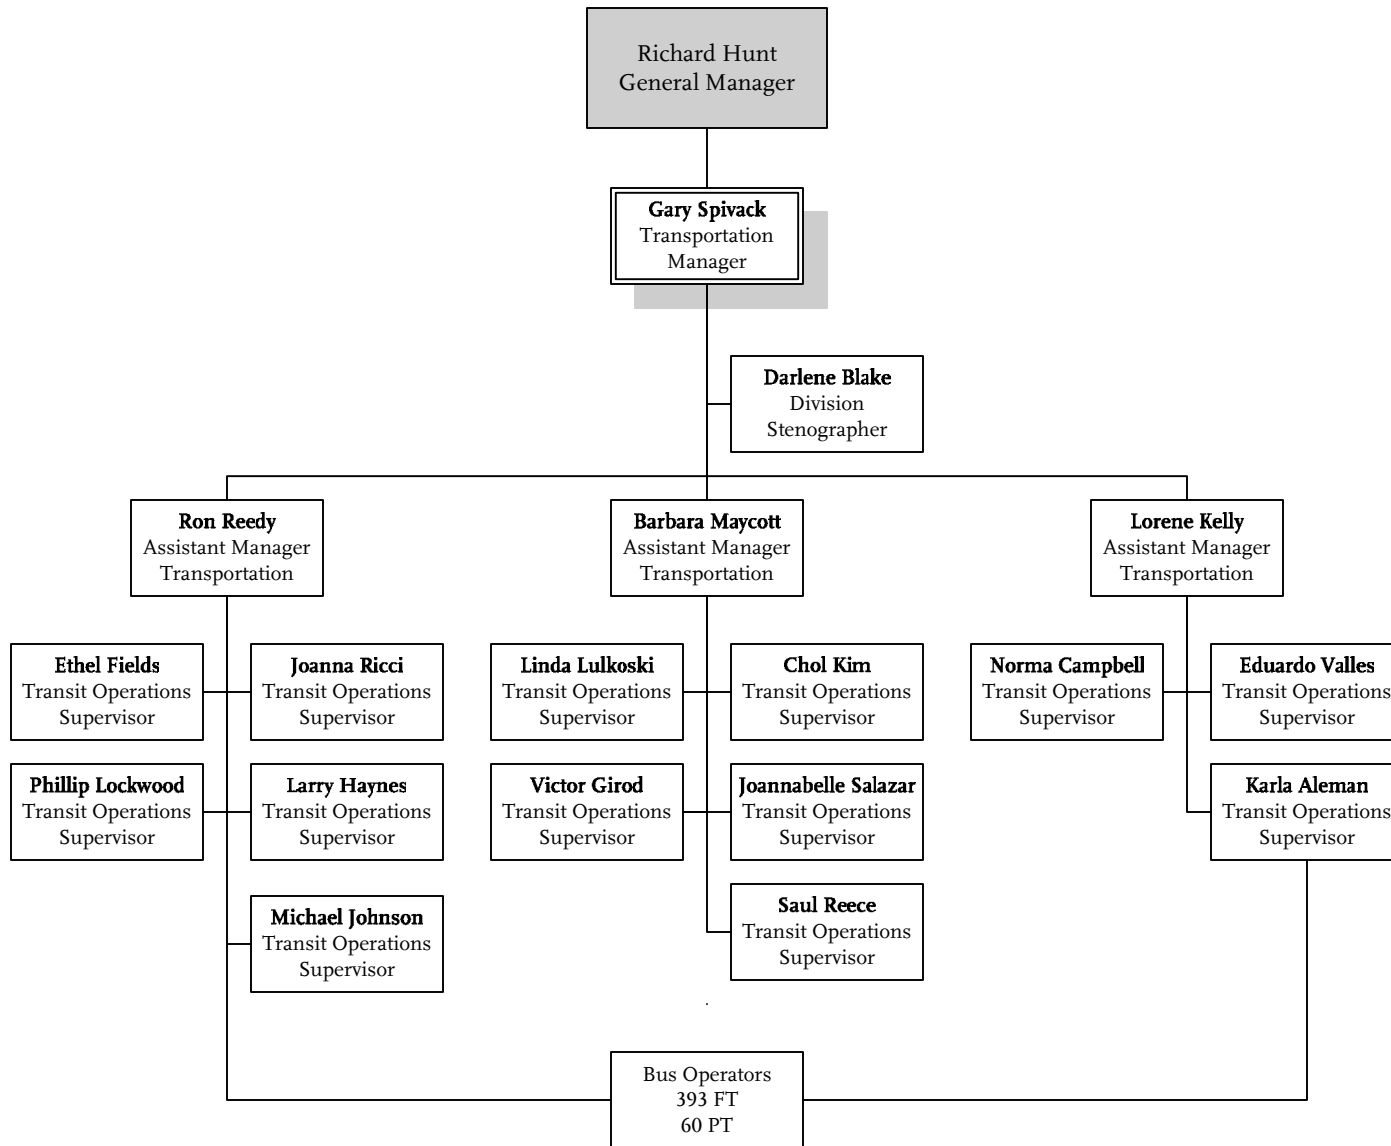 Richard Hunt
General Manager
Gary Spivack
Transportation
Manager
Darlene Blake
Division
Stenographer
Ron Reedy
Assistant Manager
Transportation
Barbara Maycott
Assistant Manager
Transportation
Lorene Kelly
Assistant Manager
Transportation
Ethel Fields
Transit Operations
Supervisor
Joanna Ricci
Transit Operations
Supervisor
Linda Lulkoski
Transit Operations
Supervisor
Chol Kim
Transit Operations
Supervisor
Norma Campbell
Transit Operations
Supervisor
Eduardo Valles
Transit Operations
Supervisor
Phillip Lockwood
Transit Operations
Supervisor
Larry Haynes
Transit Operations
Supervisor
Victor Girod
Transit Operations
Supervisor
Joannabelle Salazar
Transit Operations
Supervisor
Karla Aleman
Transit Operations
Supervisor
Michael Johnson
Transit Operations
Supervisor
Saul Reece
Transit Operations
Supervisor
Bus Operators
393 FT
60 PT